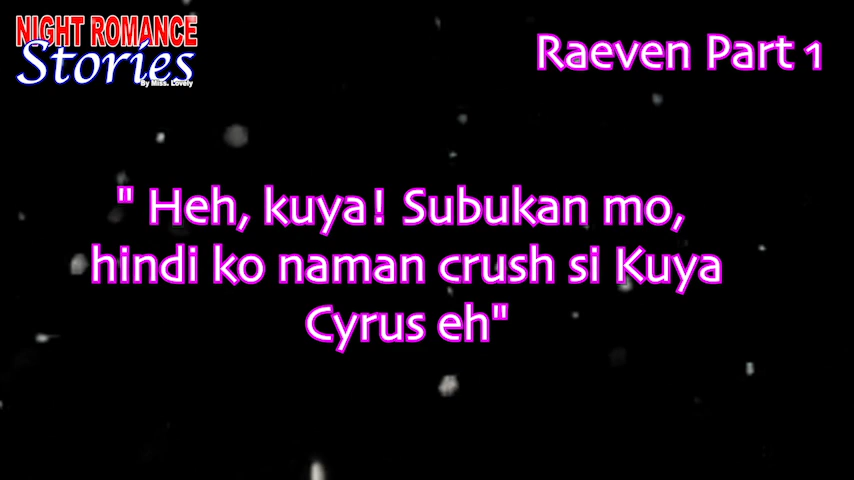 NIGHT ROMANCE
Stories
By Miss. Lovely
Raeven Part 1
" Heh, kuya! Subukan mo,
hindi ko naman crush si Kuya
Cyrus eh"